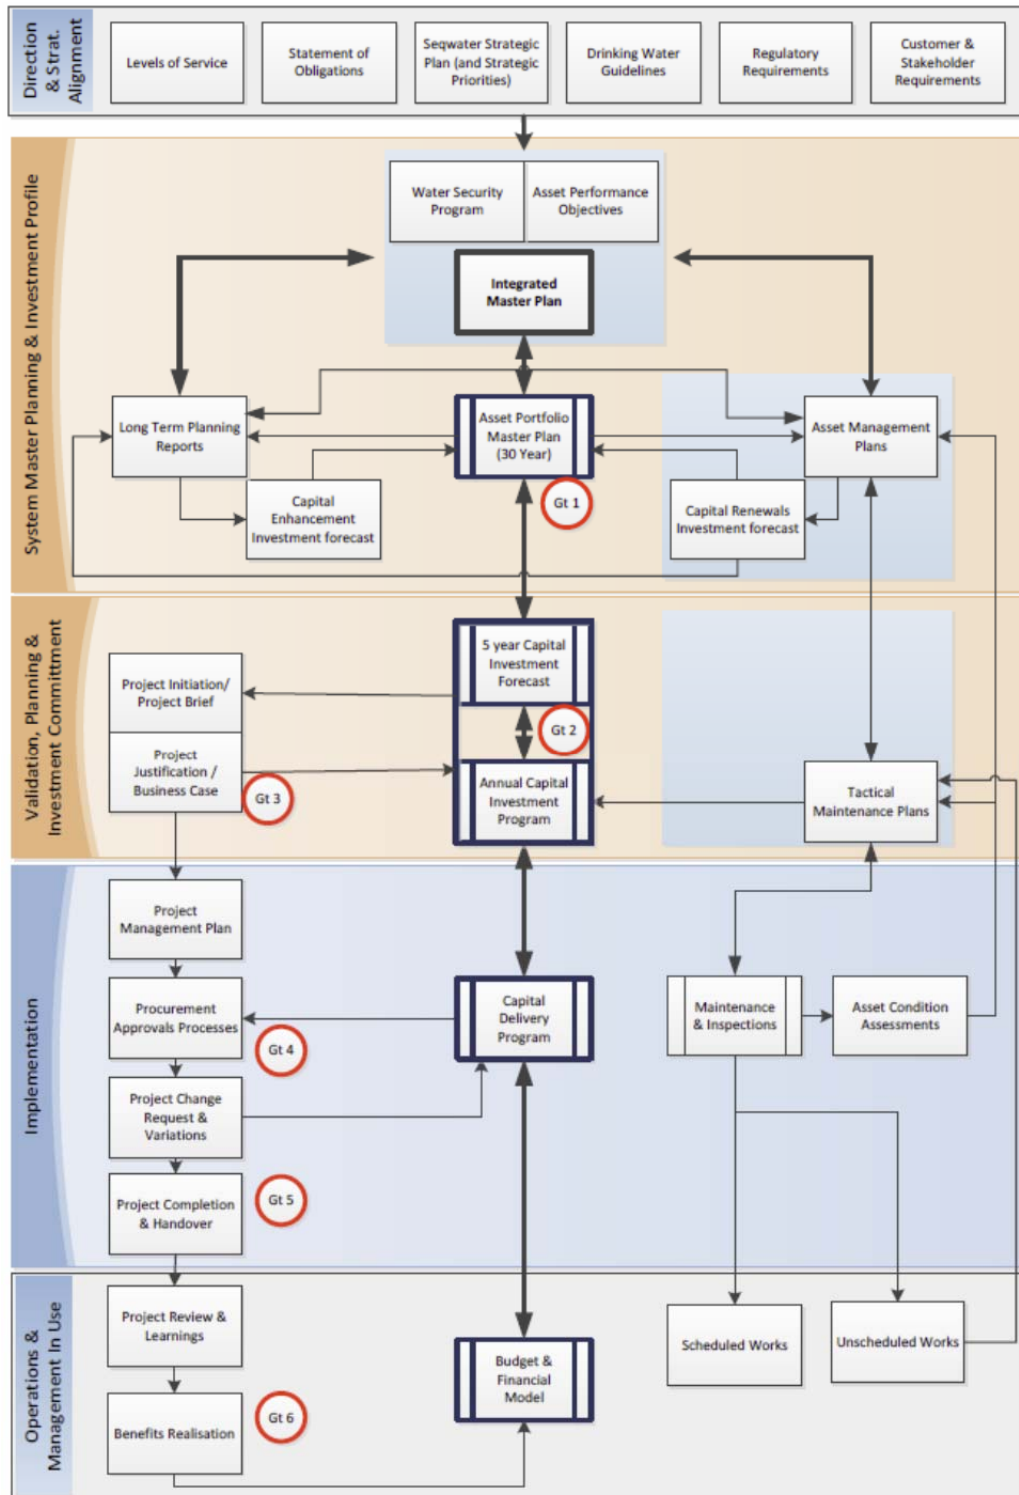 Direction
& Strat.
Alignment
Levels of Service
Statement of
Obligations
Seqwater Strategic
Plan (and Strategic
Priorities)
Drinking Water
Guidelines
Regulatory
Requirements
Customer &
Stakeholder
Requirements
System Master Planning & Investment Profile
Water Security
Program
Asset Performance
Objectives
Integrated
Master Plan
Long Term Planning
Reports
Asset Portfolio
Master Plan
(30 Year)
Asset Management
Plans
Gt 1
Capital
Enhancement
Investment forecast
Capital Renewals
Investment forecast
Validation, Planning &
Investment Committment
Project Initiation/
Project Brief
5 year Capital
Investment
Forecast
Gt 2
Project
Justification /
Business Case
Gt 3
Annual Capital
Investment
Program
Tactical
Maintenance Plans
Implementation
Project
Management Plan
Procurement
Approvals Processes
Gt 4
Capital
Delivery
Program
Maintenance
& Inspections
Asset Condition
Assessments
Project Change
Request &
Variations
Project Completion
& Handover
Gt 5
Operations &
Management In Use
Project Review &
Learnings
Budget &
Financial
Model
Scheduled Works
Unscheduled Works
Benefits Realisation
Gt 6